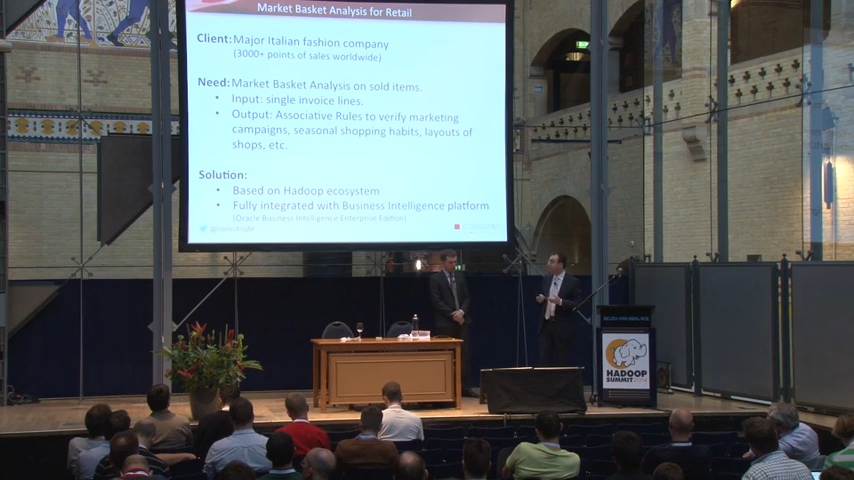 Market Basket Analysis for Retail
Client: Major Italian fashion company
(3000+ points of sales worldwide)
Need: Market Basket Analysis on sold items.
• Input: single invoice lines.
• Output: Associative Rules to verify marketing
campaigns, seasonal shopping habits, layouts of
shops, etc.
Solution:
• Based on Hadoop ecosystem
• Fully integrated with Business Intelligence platform
(Oracle Business Intelligence Enterprise Edition)
HADOOP
SUMMIT 2014